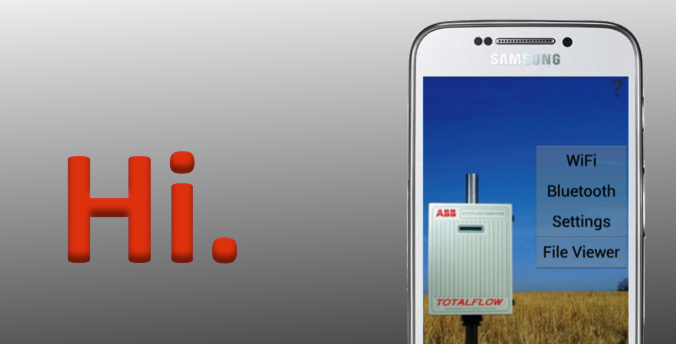 Hi.
SAMSUNG
?
WiFi
Bluetooth
Settings
File Viewer
ABB
TOTALFLOW